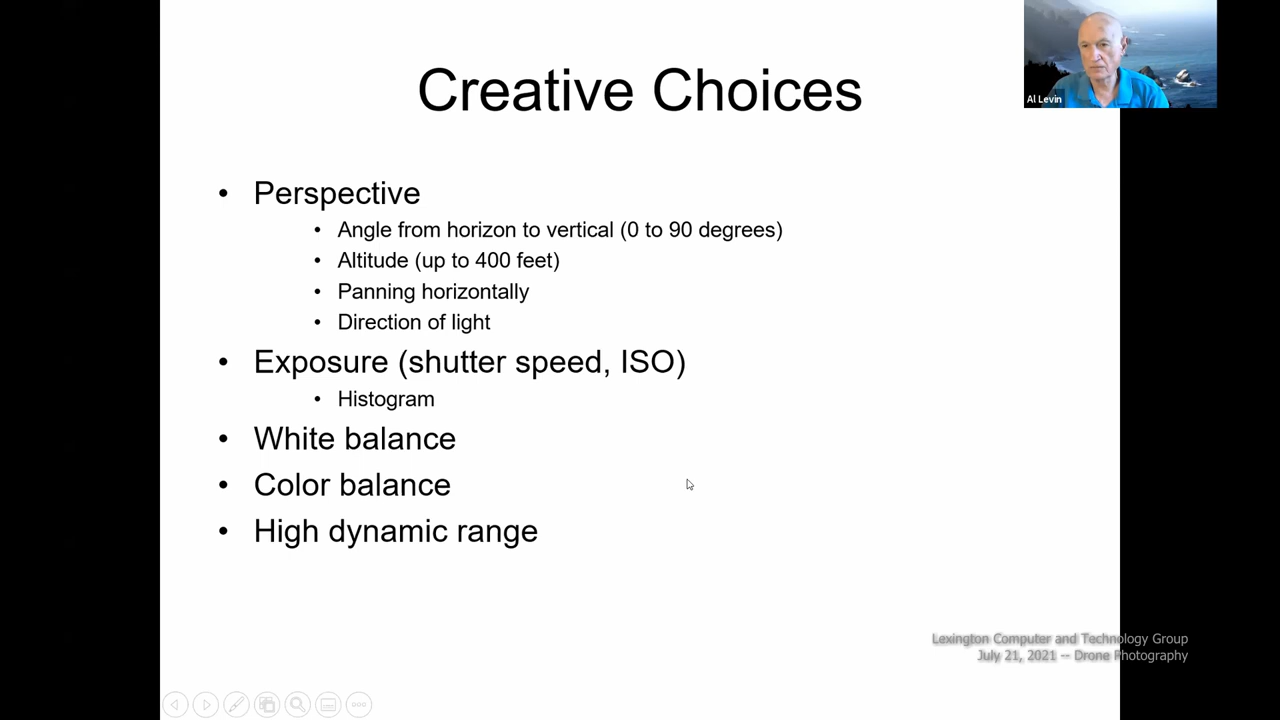 Creative Choices
Al Levin
• Perspective
• Angle from horizon to vertical (0 to 90 degrees)
• Altitude (up to 400 feet)
• Panning horizontally
• Direction of light
• Exposure (shutter speed, ISO)
• Histogram
• White balance
• Color balance
• High dynamic range
Lexington Computer and Technology Group
July 21, 2021 -- Drone Photography